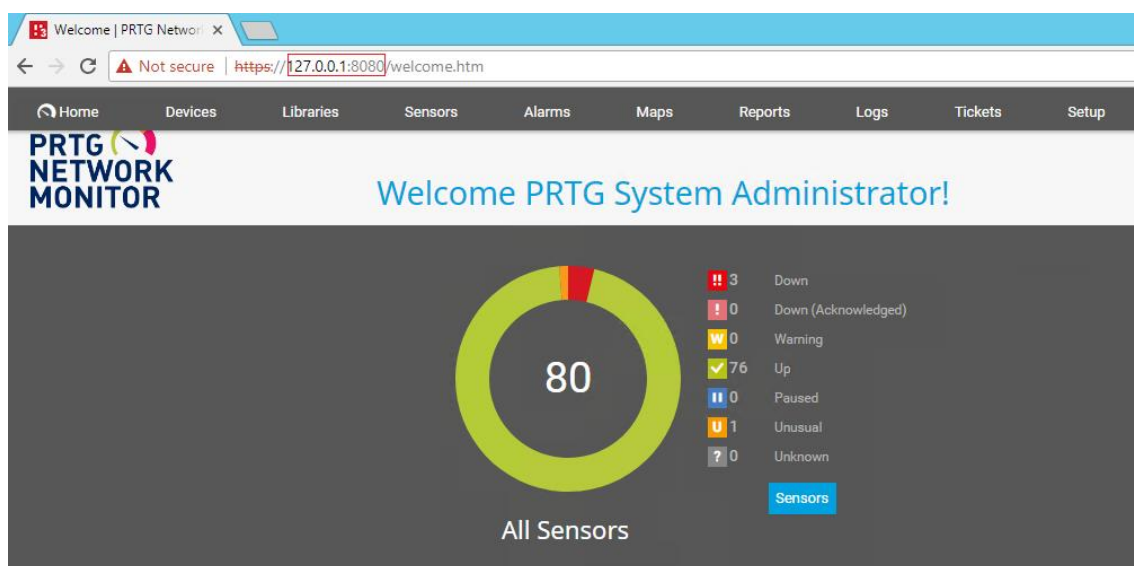 Welcome | PRTG Networ
Not secure | https://127.0.0.1:8080/welcome.htm
Home Devices Libraries Sensors Alarms Maps Reports Logs Tickets Setup
PRTG
NETWORK
MONITOR
Welcome PRTG System Administrator!
80
All Sensors
!! 3 Down
! 0 Down (Acknowledged)
W 0 Warning
76 Up
0 Paused
U 1 Unusual
? 0 Unknown
Sensors